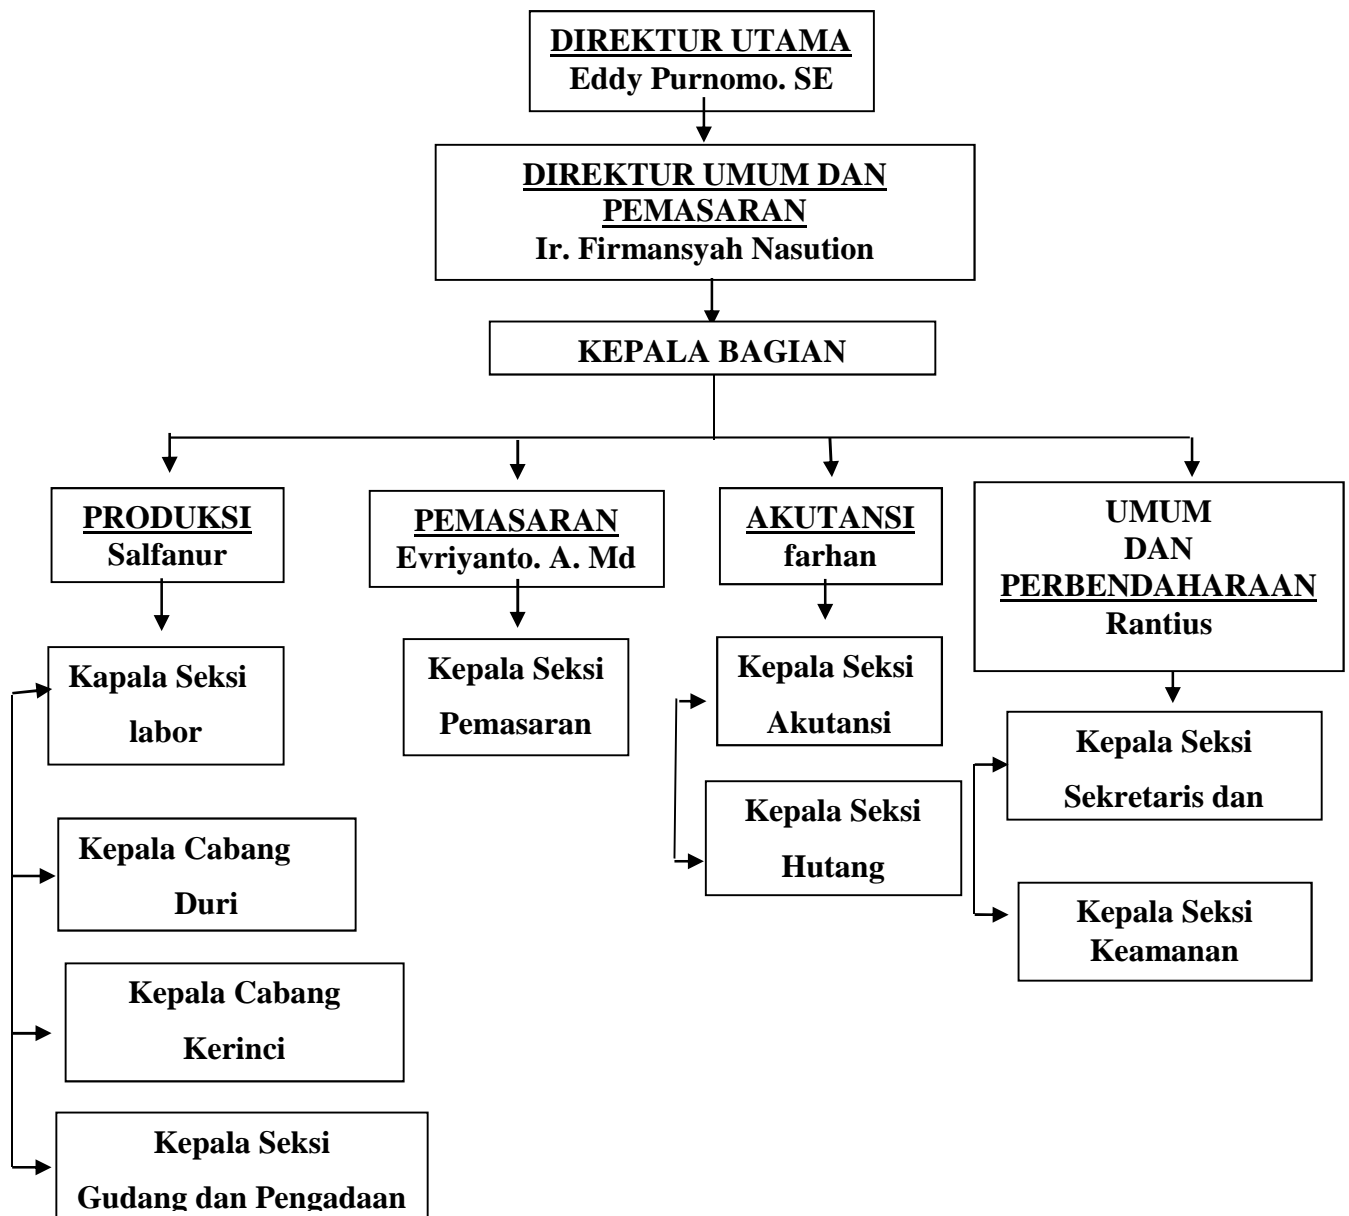 DIREKTUR UTAMA
Eddy Purnomo. SE
DIREKTUR UMUM DAN
PEMASARAN
Ir. Firmansyah Nasution
KEPALA BAGIAN
PRODUKSI
Salfanur
PEMASARAN
Evriyanto. A. Md
AKUTANSI
farhan
UMUM
DAN
PERBENDAHARAAN
Rantius
Kapala Seksi
labor
Kepala Seksi
Pemasaran
Kepala Seksi
Akutansi
Kepala Seksi
Sekretaris dan
Kepala Cabang
Duri
Kepala Seksi
Hutang
Kepala Seksi
Keamanan
Kepala Cabang
Kerinci
Kepala Seksi
Gudang dan Pengadaan